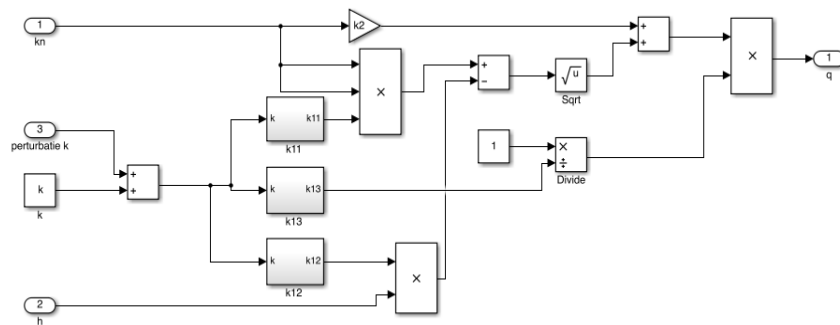 1
kn
k2
k
k11
k11
3
perturbatie k
k
k
k
k13
k13
k
k12
k12
2
h
×
×
+
−
√u
Sqrt
1
×
÷
Divide
+
+
+
+
×
1
q